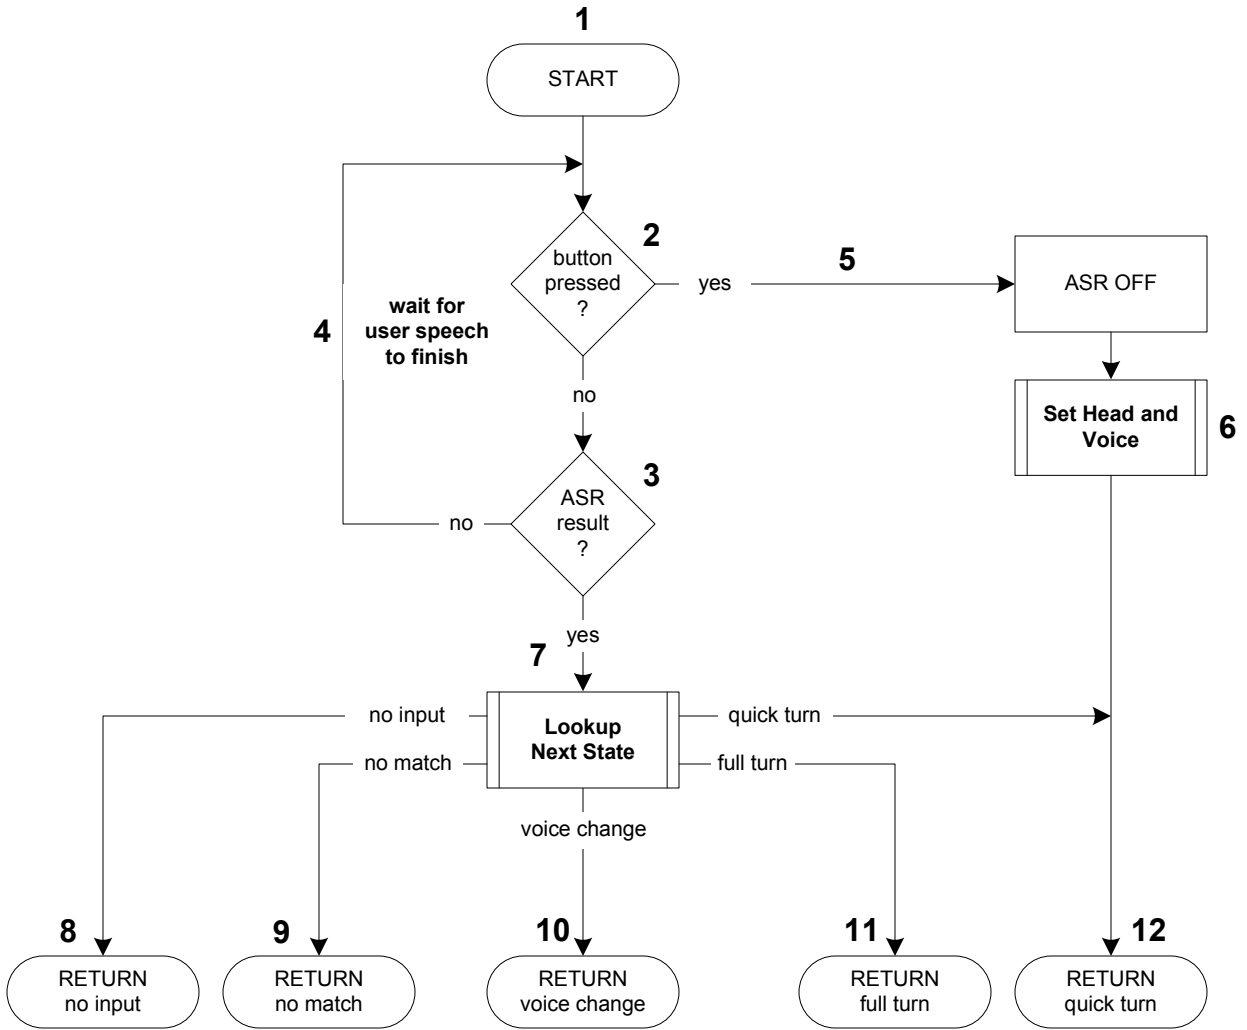 1
START
2
button
pressed
?
yes
5
ASR OFF
wait for
user speech
to finish
4
no
Set Head and
Voice
6
3
ASR
result
?
no
yes
7
no input
Lookup
Next State
quick turn
no match
full turn
voice change
8
9
10
11
12
RETURN
no input
RETURN
no match
RETURN
voice change
RETURN
full turn
RETURN
quick turn